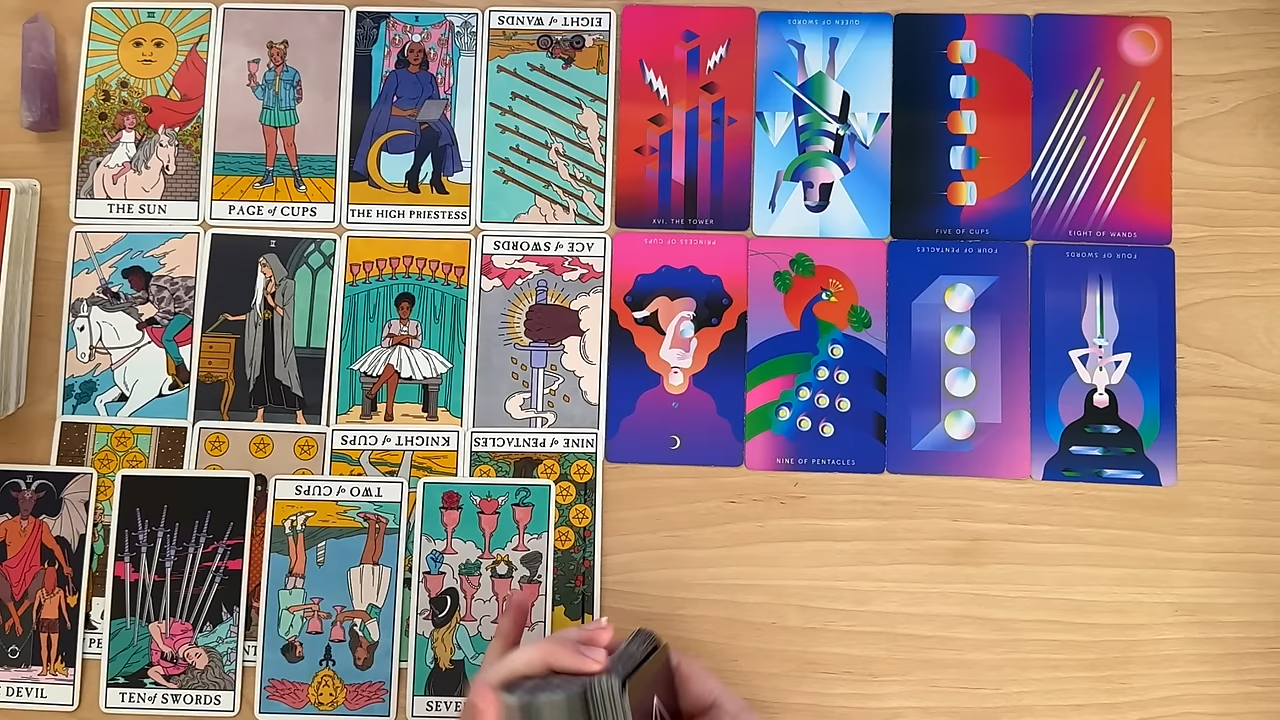 THE SUN
PAGE of CUPS
II
THE HIGH PRIESTESS
EIGHT of WANDS
XVI. THE TOWER
QUEEN OF SWORDS
FIVE OF CUPS
EIGHT OF WANDS
II
ACE of SWORDS
PRINCESS OF CUPS
NINE OF PENTACLES
FOUR OF PENTACLES
FOUR OF SWORDS
KNIGHT of CUPS
NINE of PENTACLES
DEVIL
TEN of SWORDS
TWO of CUPS
SEVE